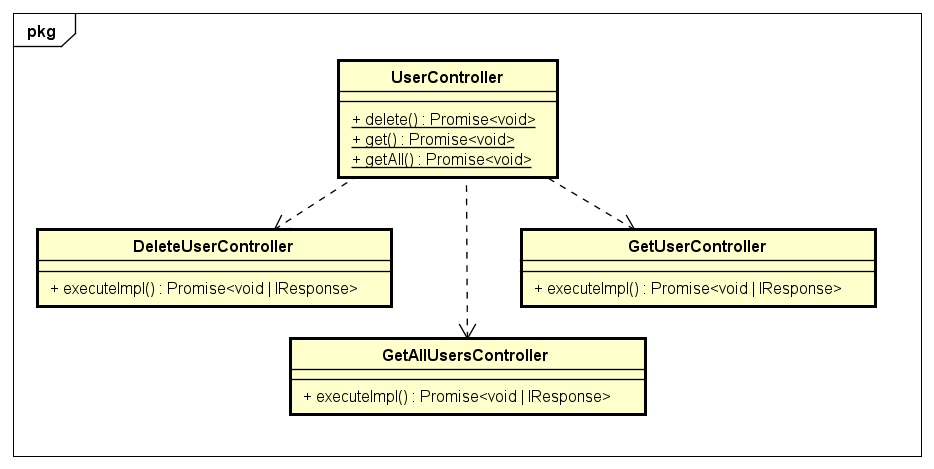 pkg
UserController
+ delete() : Promise<void>
+ get() : Promise<void>
+ getAll() : Promise<void>
DeleteUserController
+ executeImpl() : Promise<void | IResponse>
GetUserController
+ executeImpl() : Promise<void | IResponse>
GetAllUsersController
+ executeImpl() : Promise<void | IResponse>